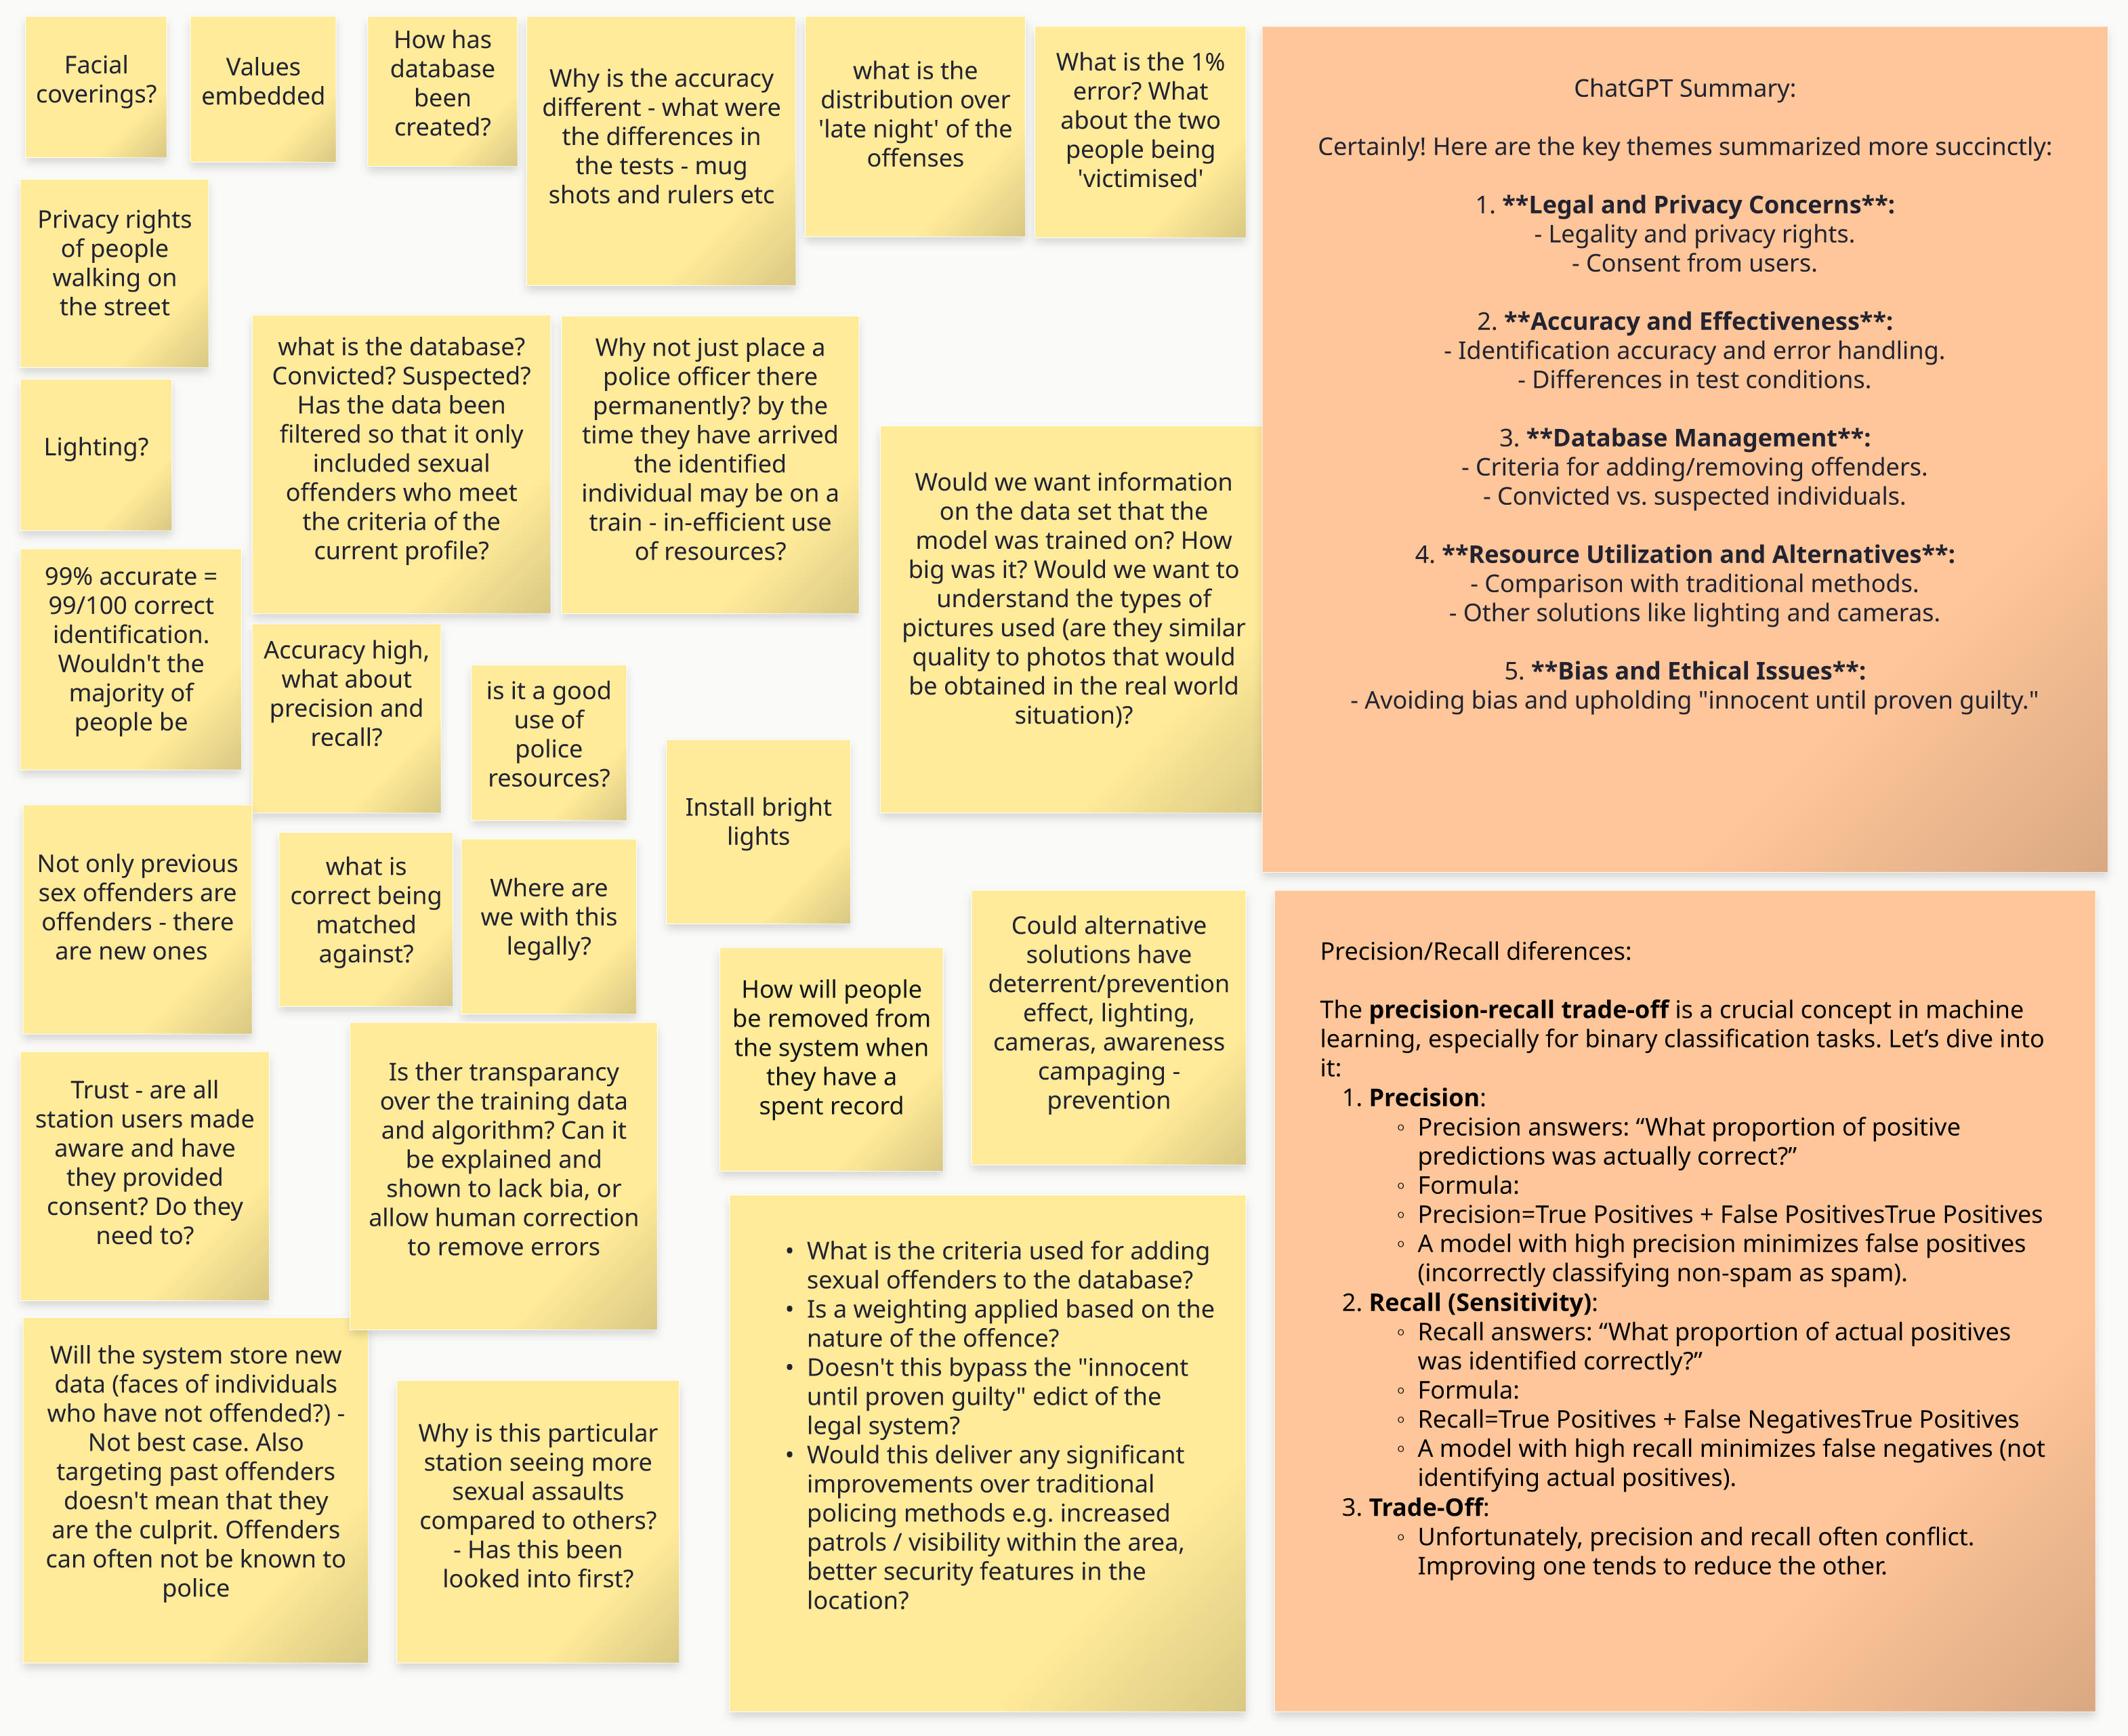 Facial
coverings?
Values
embedded
How has
database
been
created?
Why is the accuracy
different - what were
the differences in
the tests - mug
shots and rulers etc
what is the
distribution over
'late night' of the
offenses
What is the 1%
error? What
about the two
people being
'victimised'
Privacy rights
of people
walking on
the street
what is the database?
Convicted? Suspected?
Has the data been
filtered so that it only
included sexual
offenders who meet
the criteria of the
current profile?
Why not just place a
police officer there
permanently? by the
time they have arrived
the identified
individual may be on a
train - in-efficient use
of resources?
Lighting?
Would we want information
on the data set that the
model was trained on? How
big was it? Would we want to
understand the types of
pictures used (are they similar
quality to photos that would
be obtained in the real world
situation)?
99% accurate =
99/100 correct
identification.
Wouldn't the
majority of
people be
Accuracy high,
what about
precision and
recall?
is it a good
use of
police
resources?
Install bright
lights
Not only previous
sex offenders are
offenders - there
are new ones
what is
correct being
matched
against?
Where are
we with this
legally?
How will people
be removed from
the system when
they have a
spent record
Could alternative
solutions have
deterrent/prevention
effect, lighting,
cameras, awareness
campaging -
prevention
Trust - are all
station users made
aware and have
they provided
consent? Do they
need to?
Is ther transparancy
over the training data
and algorithm? Can it
be explained and
shown to lack bia, or
allow human correction
to remove errors
Will the system store new
data (faces of individuals
who have not offended?) -
Not best case. Also
targeting past offenders
doesn't mean that they
are the culprit. Offenders
can often not be known to
police
Why is this particular
station seeing more
sexual assaults
compared to others?
- Has this been
looked into first?
• What is the criteria used for adding
sexual offenders to the database?
• Is a weighting applied based on the
nature of the offence?
• Doesn't this bypass the "innocent
until proven guilty" edict of the
legal system?
• Would this deliver any significant
improvements over traditional
policing methods e.g. increased
patrols / visibility within the area,
better security features in the
location?
ChatGPT Summary:
Certainly! Here are the key themes summarized more succinctly:
1. **Legal and Privacy Concerns**:
- Legality and privacy rights.
- Consent from users.
2. **Accuracy and Effectiveness**:
- Identification accuracy and error handling.
- Differences in test conditions.
3. **Database Management**:
- Criteria for adding/removing offenders.
- Convicted vs. suspected individuals.
4. **Resource Utilization and Alternatives**:
- Comparison with traditional methods.
- Other solutions like lighting and cameras.
5. **Bias and Ethical Issues**:
- Avoiding bias and upholding "innocent until proven guilty."
Precision/Recall diferences:
The precision-recall trade-off is a crucial concept in machine
learning, especially for binary classification tasks. Let’s dive into
it:
1. Precision:
◦ Precision answers: “What proportion of positive
predictions was actually correct?”
◦ Formula:
◦ Precision=True Positives + False PositivesTrue Positives
◦ A model with high precision minimizes false positives
(incorrectly classifying non-spam as spam).
2. Recall (Sensitivity):
◦ Recall answers: “What proportion of actual positives
was identified correctly?”
◦ Formula:
◦ Recall=True Positives + False NegativesTrue Positives
◦ A model with high recall minimizes false negatives (not
identifying actual positives).
3. Trade-Off:
◦ Unfortunately, precision and recall often conflict.
Improving one tends to reduce the other.